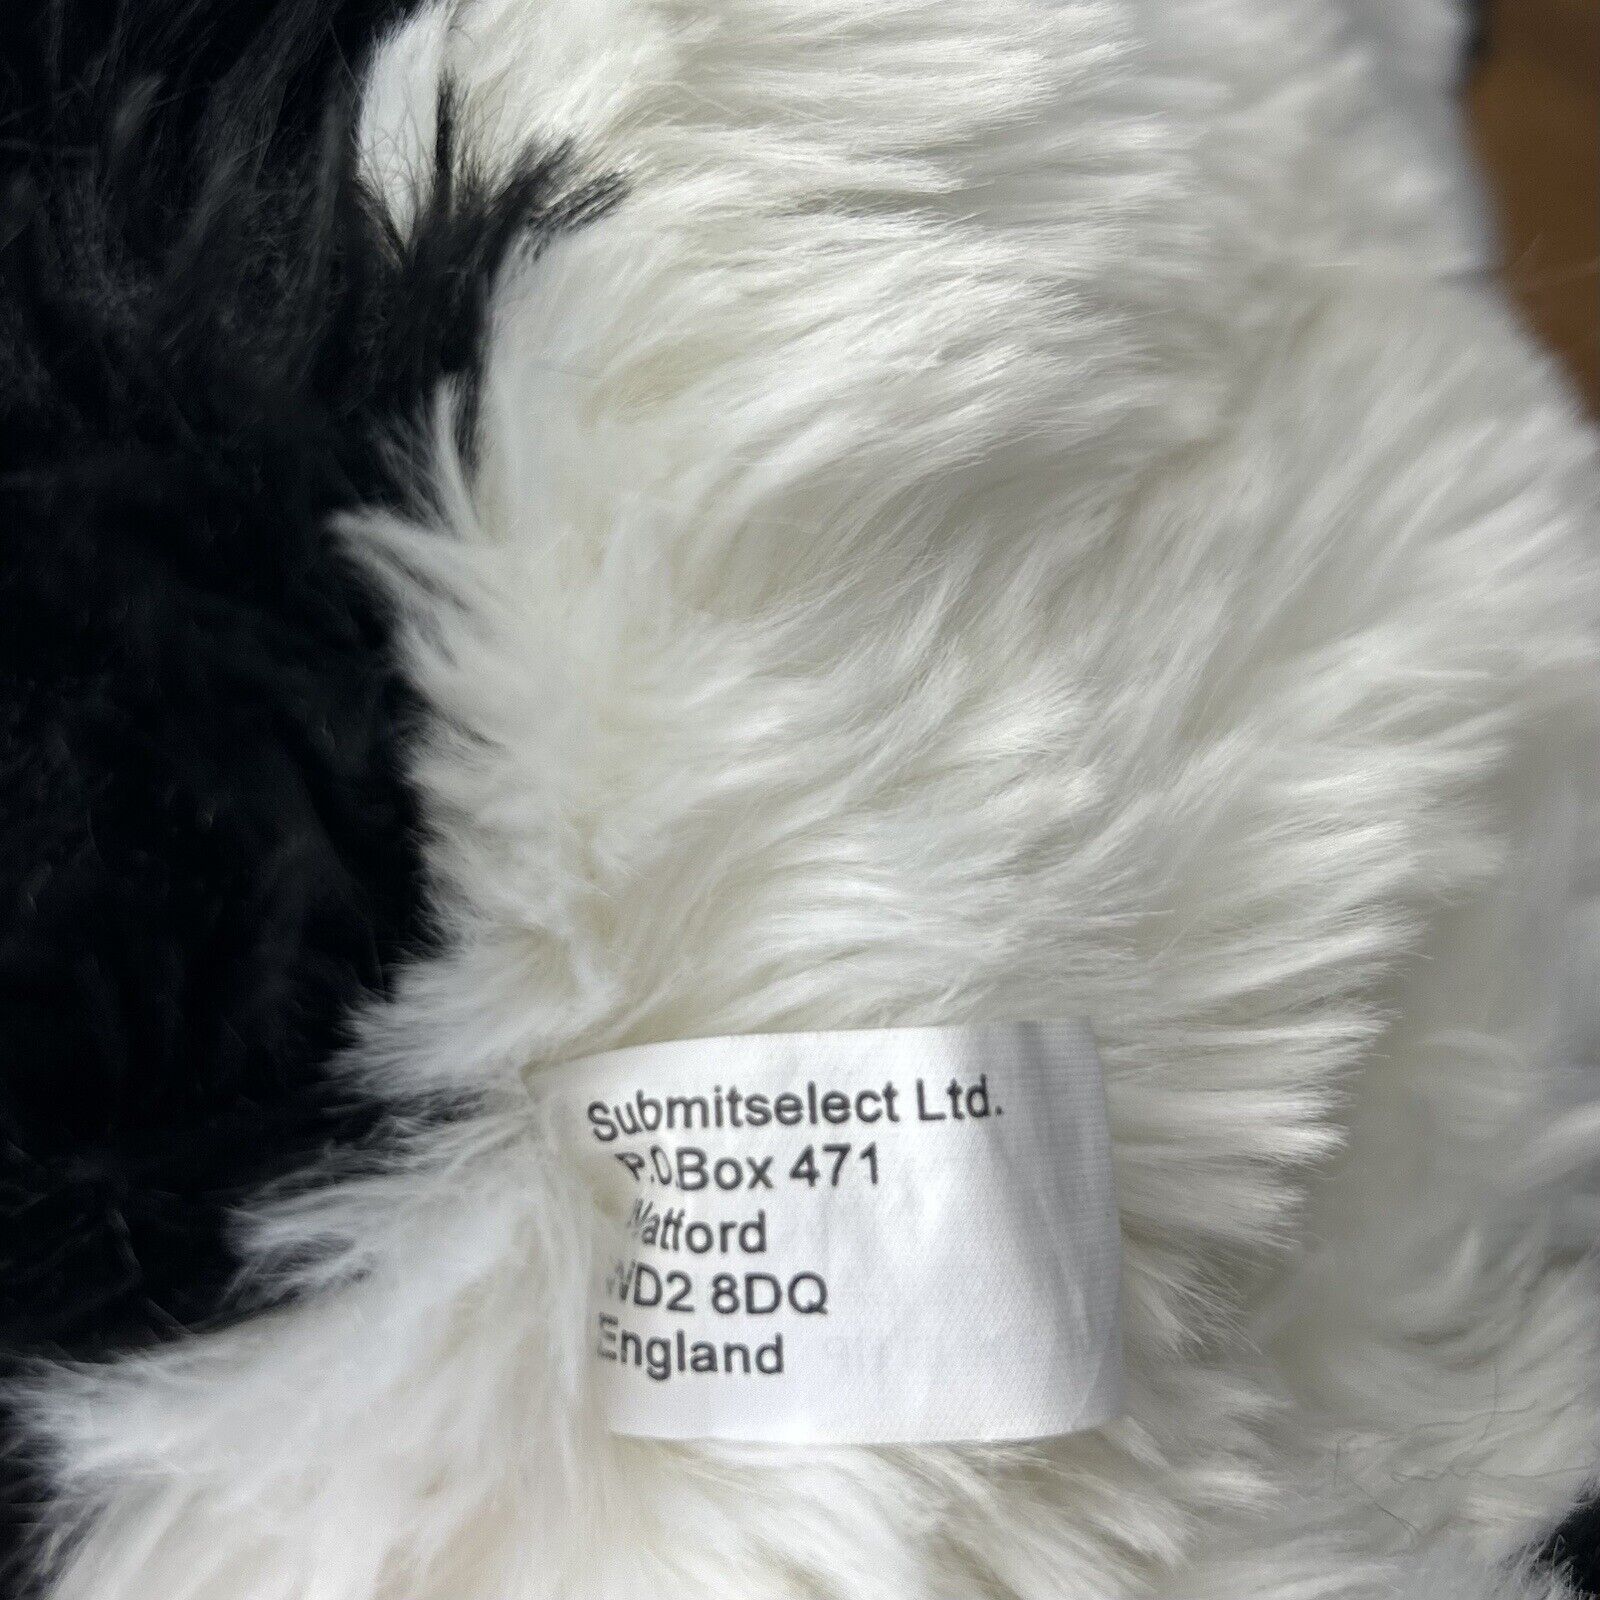 Submitselect Ltd.
P.O.Box 471
Watford
WD2 8DQ
England